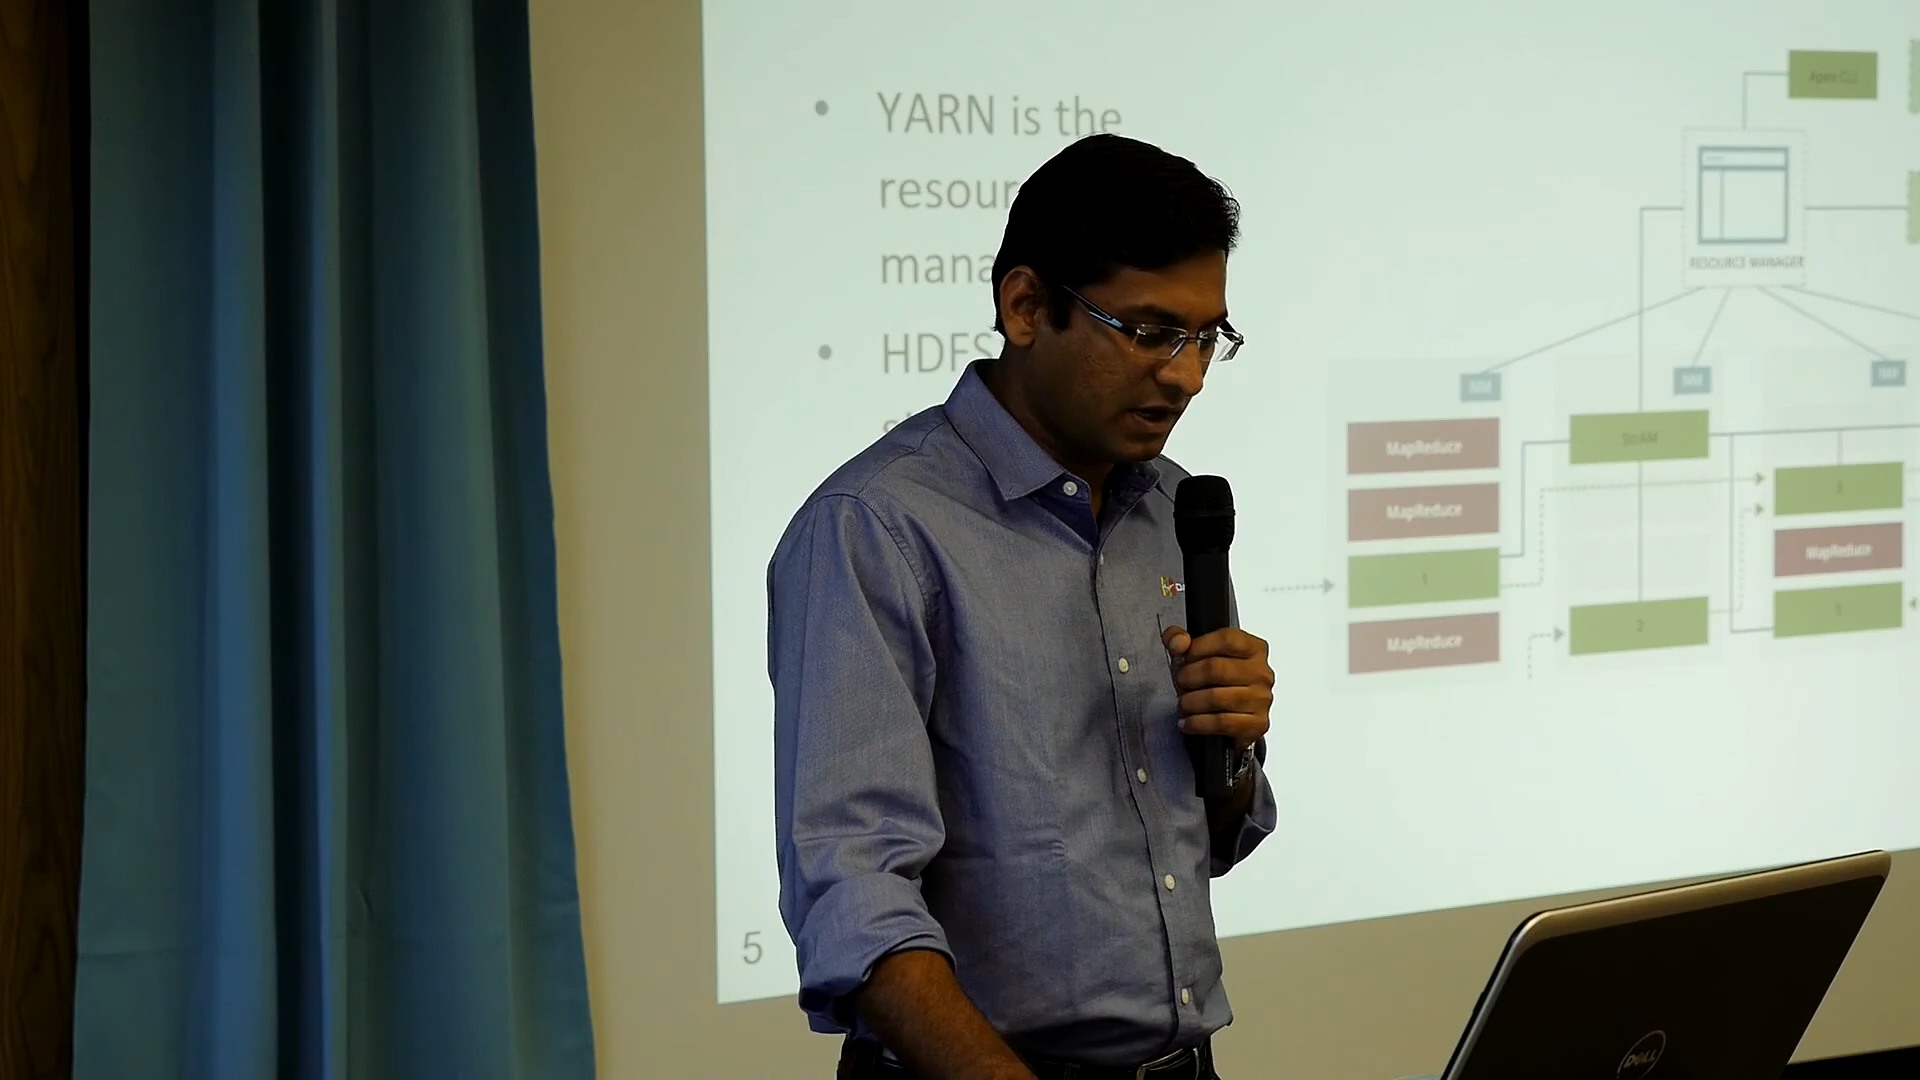 YARN is the
resour
mana
HDFS
5
Apex CLI
RESOURCE MANAGER
NM
NM
NM
MapReduce
MapReduce
1
MapReduce
StrAM
2
MapReduce
DELL